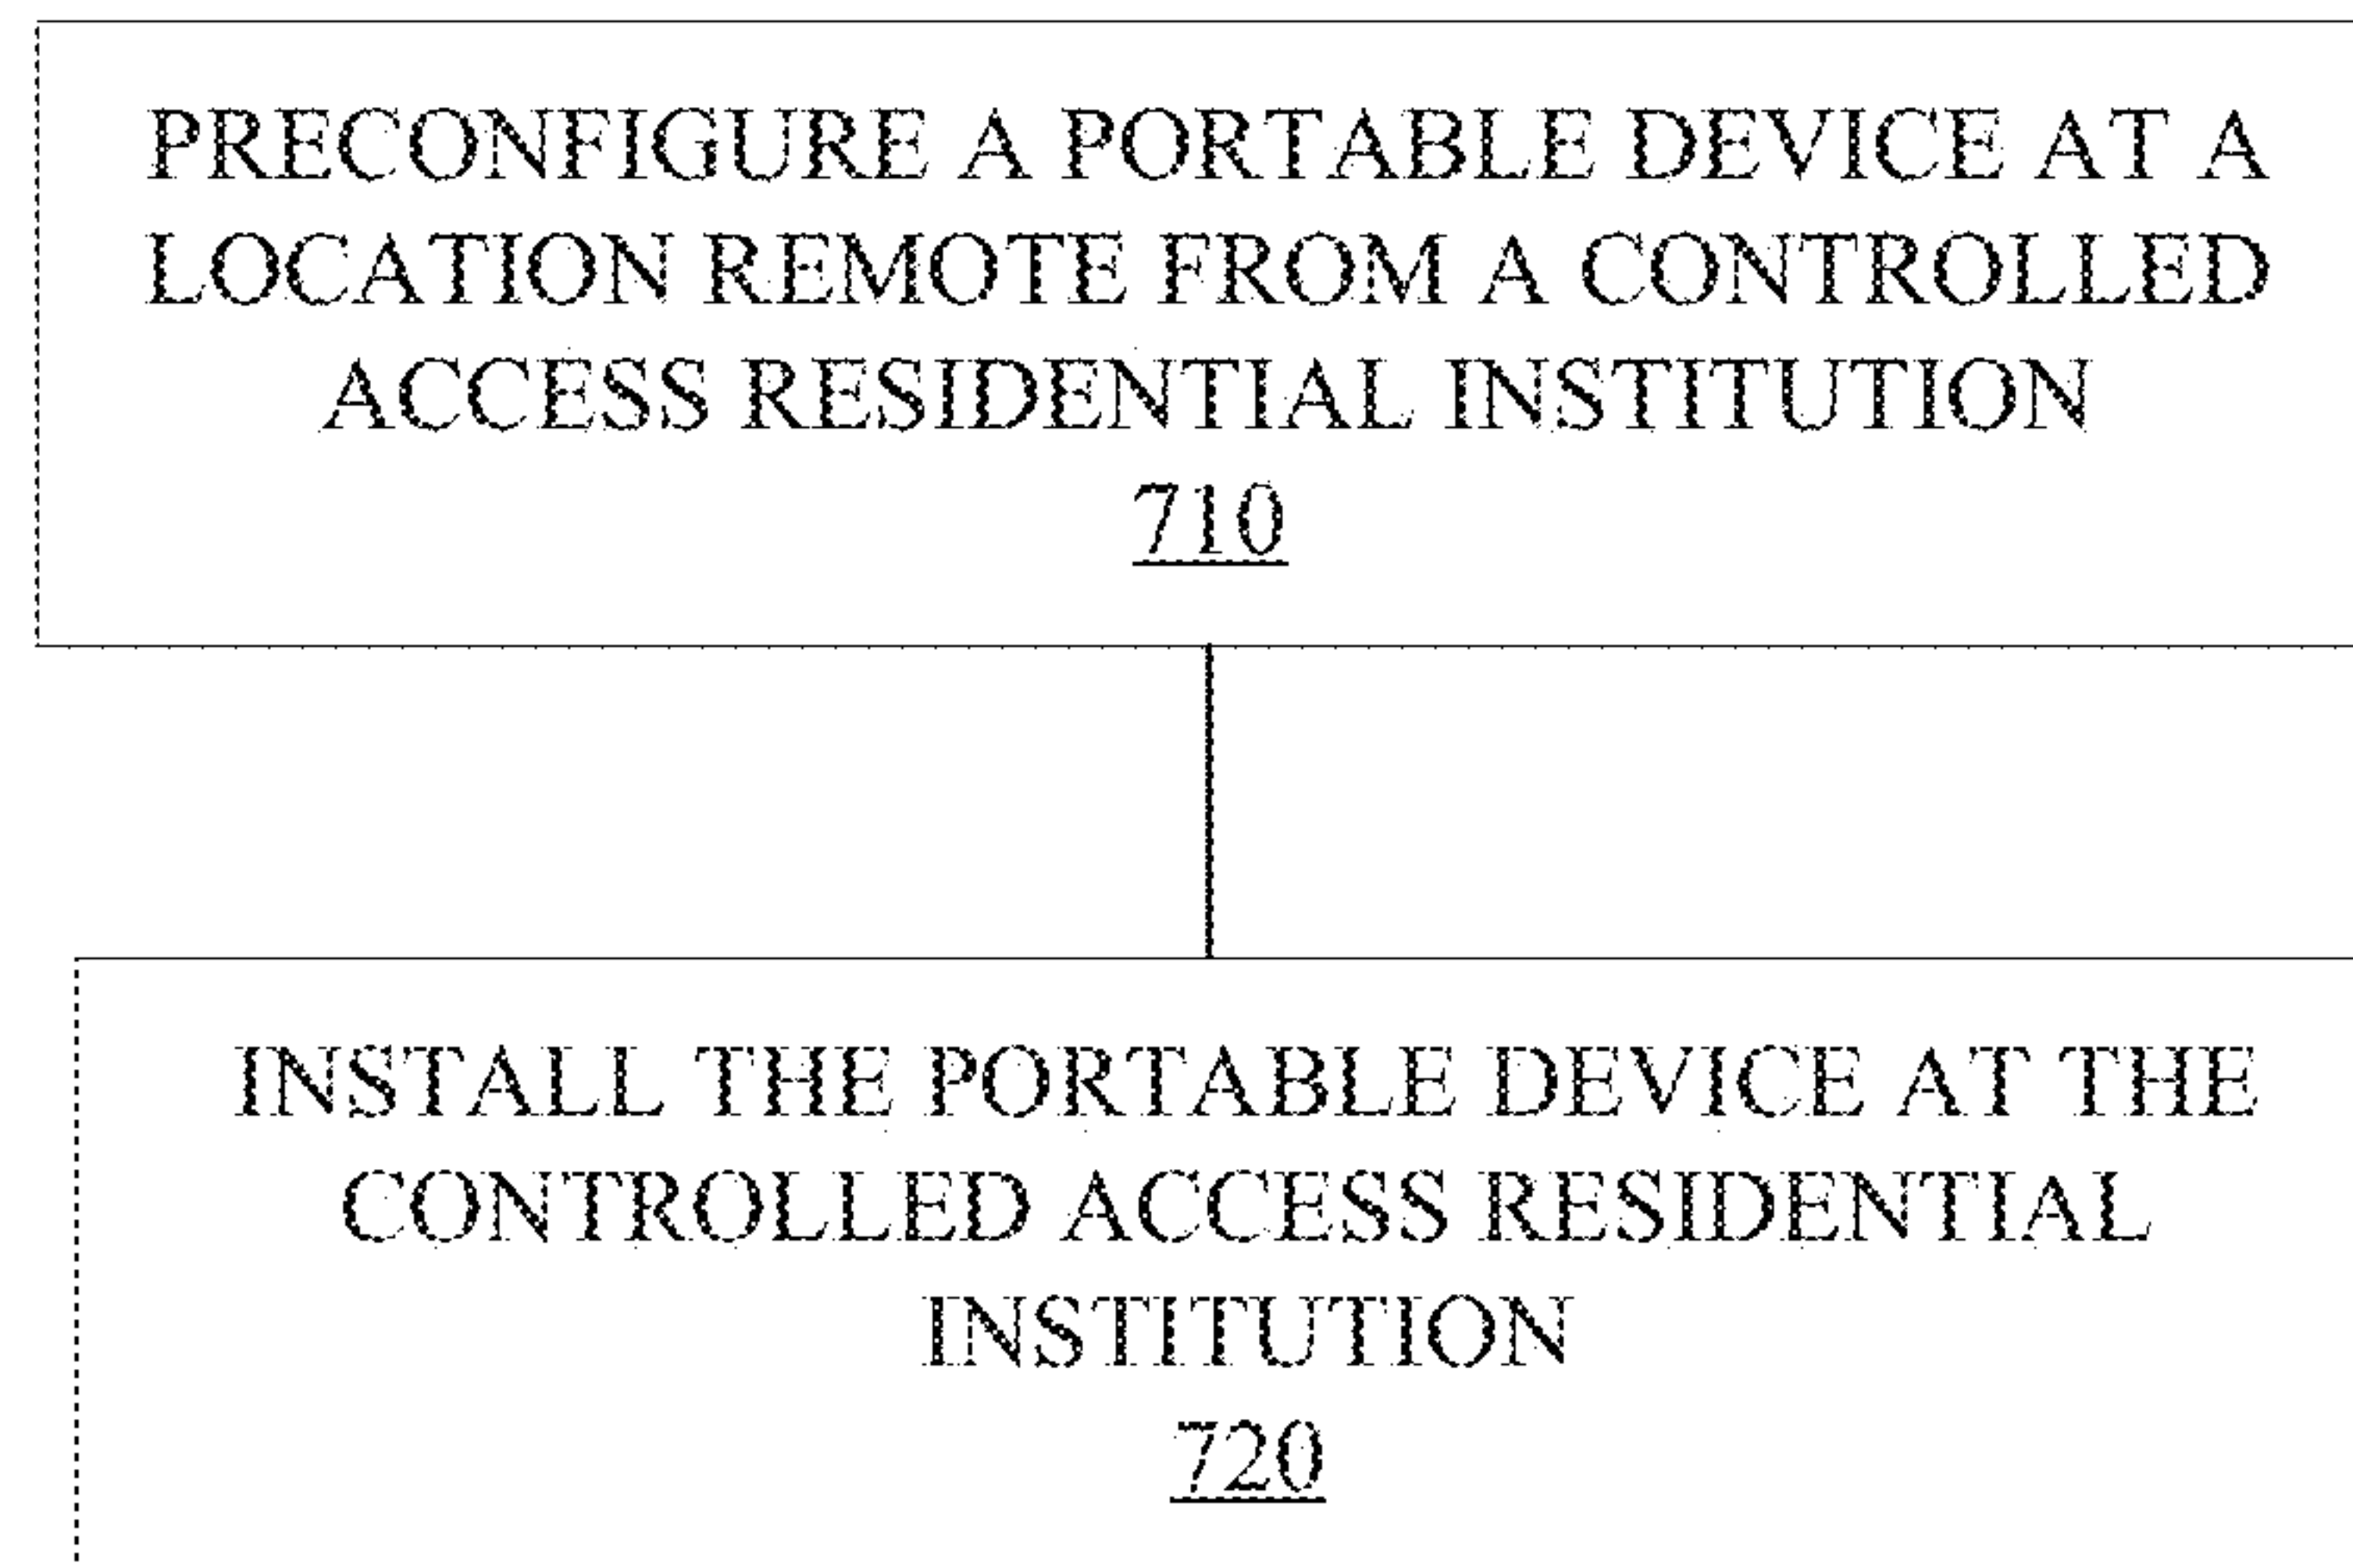 PRECONFIGURE A PORTABLE DEVICE AT A
LOCATION REMOTE FROM A CONTROLLED
ACCESS RESIDENTIAL INSTITUTION
710
INSTALL THE PORTABLE DEVICE AT THE
CONTROLLED ACCESS RESIDENTIAL
INSTITUTION
720